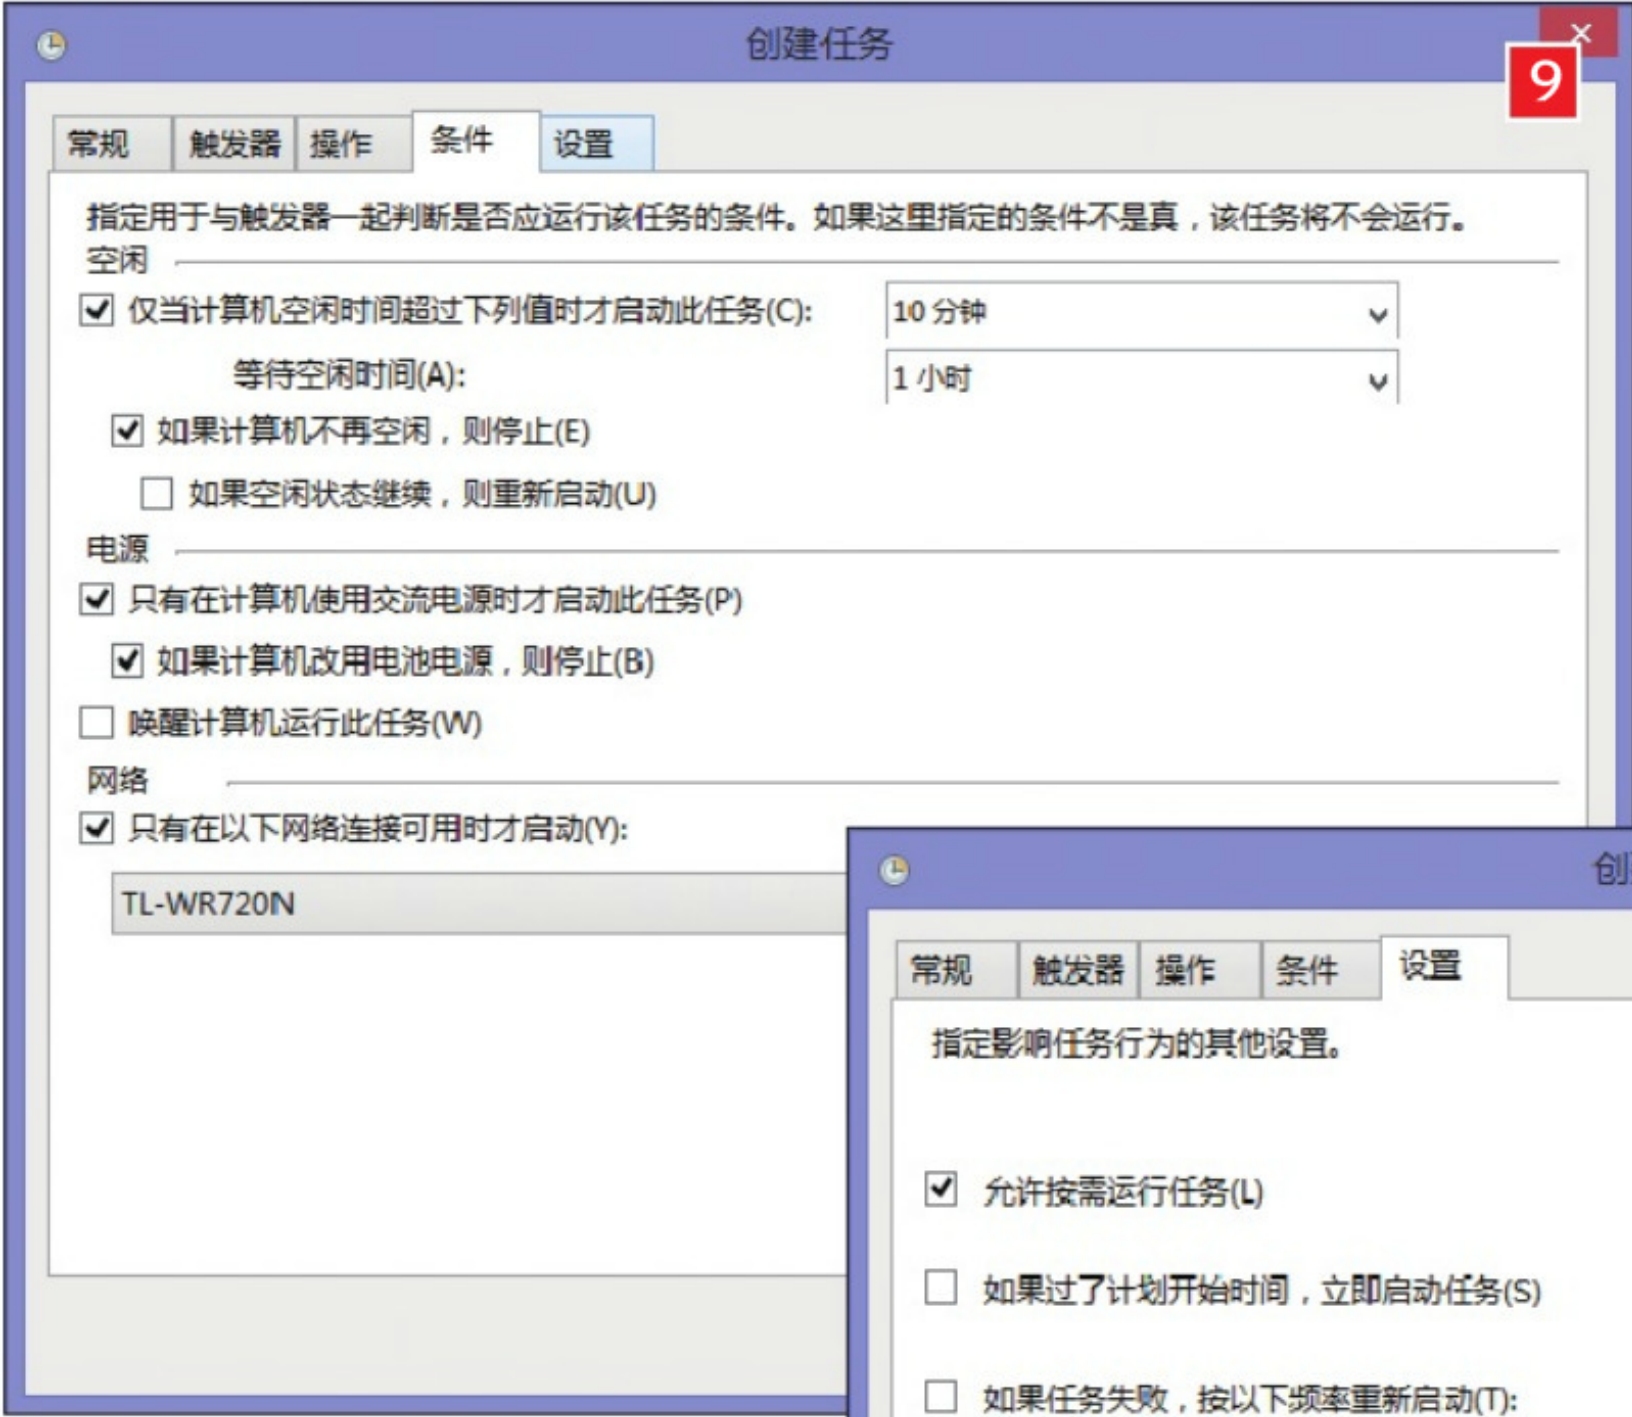 创建任务
9
常规 触发器 操作 条件 设置
指定用于与触发器一起判断是否应运行该任务的条件。如果这里指定的条件不是真，该任务将不会运行。
空闲
仅当计算机空闲时间超过下列值时才启动此任务(C): 10 分钟
等待空闲时间(A): 1 小时
如果计算机不再空闲，则停止(E)
如果空闲状态继续，则重新启动(U)
电源
只有在计算机使用交流电源时才启动此任务(P)
如果计算机改用电池电源，则停止(B)
唤醒计算机运行此任务(W)
网络
只有在以下网络连接可用时才启动(Y):
TL-WR720N
创
常规 触发器 操作 条件 设置
指定影响任务行为的其他设置。
允许按需运行任务(L)
如果过了计划开始时间，立即启动任务(S)
如果任务失败，按以下频率重新启动(T):